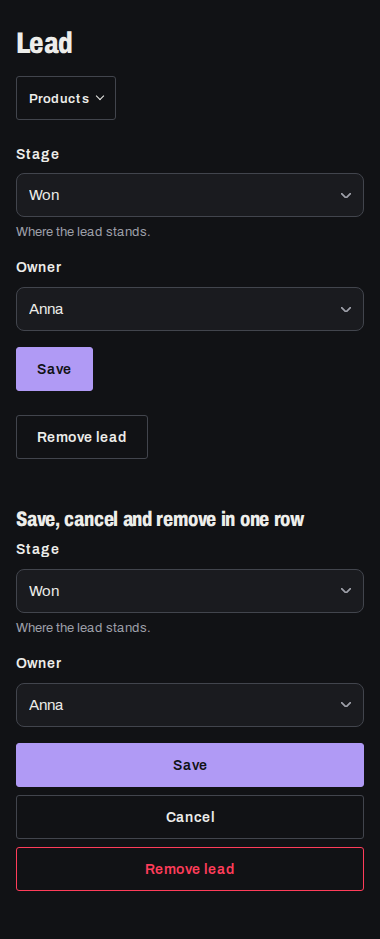 Lead
Products
Stage
Won
Where the lead stands.
Owner
Anna
Save
Remove lead
Save, cancel and remove in one row
Stage
Won
Where the lead stands.
Owner
Anna
Save
Cancel
Remove lead